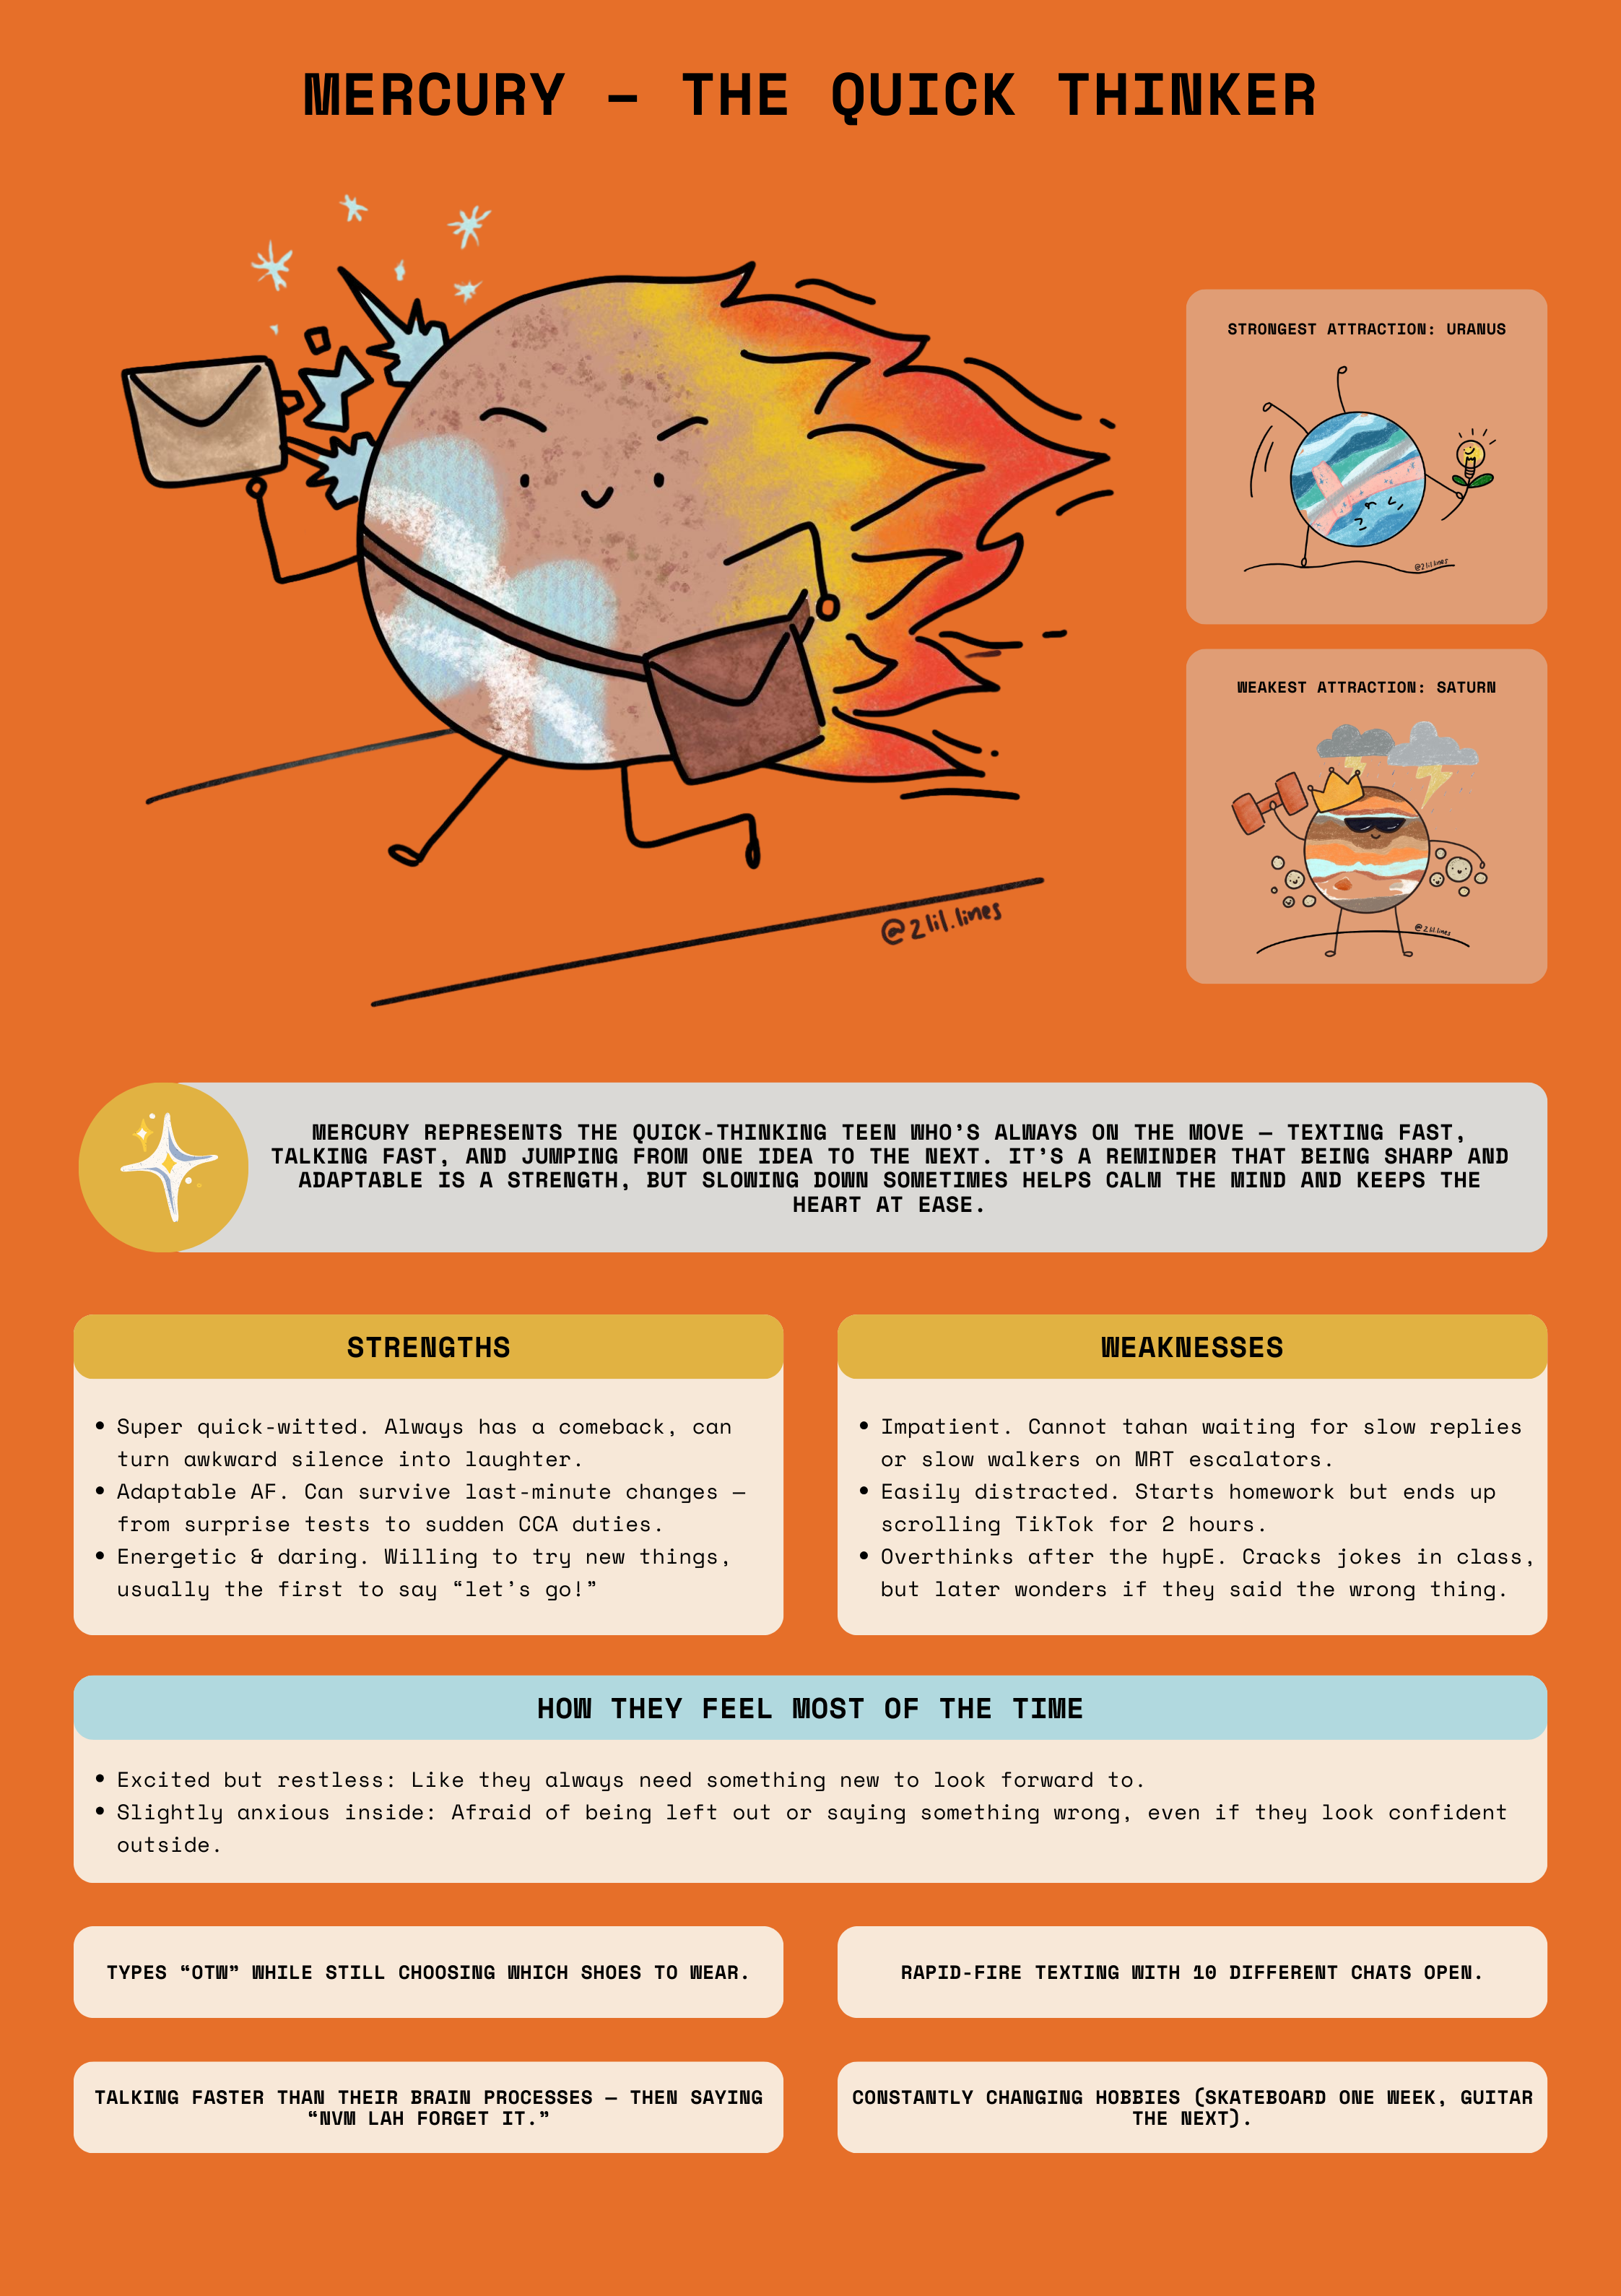 MERCURY – THE QUICK THINKER
STRONGEST ATTRACTION: URANUS
@2lil.lines
WEAKEST ATTRACTION: SATURN
@2lil.lines
@2lil.lines
MERCURY REPRESENTS THE QUICK-THINKING TEEN WHO’S ALWAYS ON THE MOVE – TEXTING FAST,
TALKING FAST, AND JUMPING FROM ONE IDEA TO THE NEXT. IT’S A REMINDER THAT BEING SHARP AND
ADAPTABLE IS A STRENGTH, BUT SLOWING DOWN SOMETIMES HELPS CALM THE MIND AND KEEPS THE
HEART AT EASE.
STRENGTHS
• Super quick-witted. Always has a comeback, can
turn awkward silence into laughter.
• Adaptable AF. Can survive last-minute changes –
from surprise tests to sudden CCA duties.
• Energetic & daring. Willing to try new things,
usually the first to say “let’s go!”
WEAKNESSES
• Impatient. Cannot tahan waiting for slow replies
or slow walkers on MRT escalators.
• Easily distracted. Starts homework but ends up
scrolling TikTok for 2 hours.
• Overthinks after the hypE. Cracks jokes in class,
but later wonders if they said the wrong thing.
HOW THEY FEEL MOST OF THE TIME
• Excited but restless: Like they always need something new to look forward to.
• Slightly anxious inside: Afraid of being left out or saying something wrong, even if they look confident
outside.
TYPES “OTW” WHILE STILL CHOOSING WHICH SHOES TO WEAR.
RAPID-FIRE TEXTING WITH 10 DIFFERENT CHATS OPEN.
TALKING FASTER THAN THEIR BRAIN PROCESSES – THEN SAYING
“NVM LAH FORGET IT.”
CONSTANTLY CHANGING HOBBIES (SKATEBOARD ONE WEEK, GUITAR
THE NEXT).